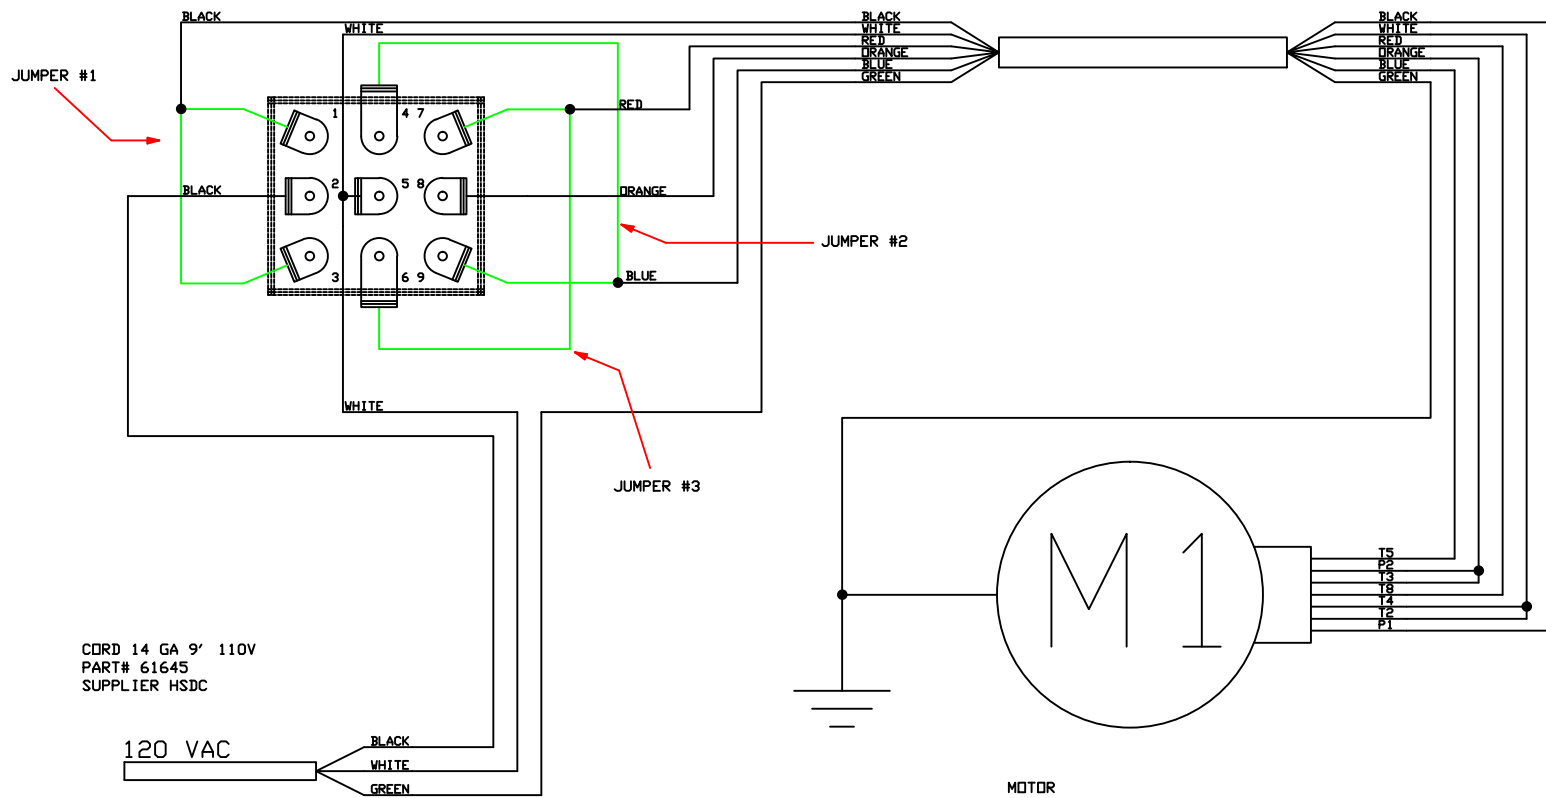 BLACK
WHITE
BLACK
WHITE
RED
ORANGE
BLUE
GREEN
BLACK
WHITE
RED
ORANGE
BLUE
GREEN
JUMPER #1
1 4 7
RED
BLACK
2 5 8
ORANGE
JUMPER #2
3 6 9
BLUE
WHITE
JUMPER #3
M1
T5
P2
T3
T8
T4
T2
P1
CORD 14 GA 9' 110V
PART# 61645
SUPPLIER HSDC
120 VAC
BLACK
WHITE
GREEN
MOTOR